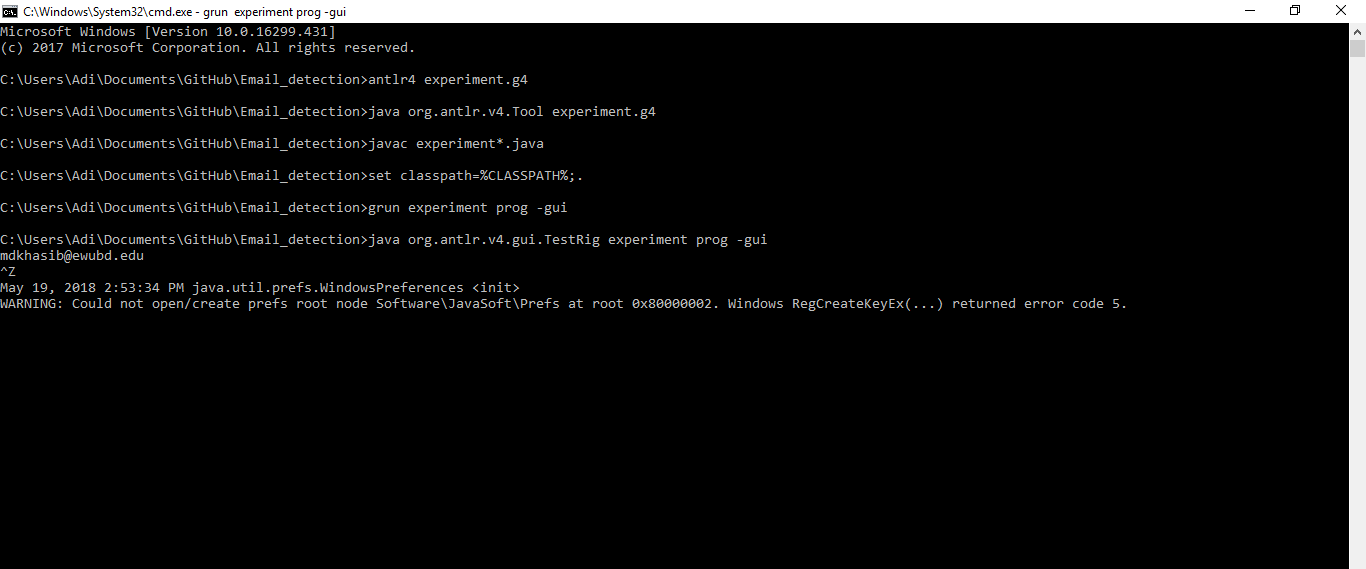 C:\Windows\System32\cmd.exe - grun  experiment prog -gui
Microsoft Windows [Version 10.0.16299.431]
(c) 2017 Microsoft Corporation. All rights reserved.
C:\Users\Adi\Documents\GitHub\Email_detection>antlr4 experiment.g4
C:\Users\Adi\Documents\GitHub\Email_detection>java org.antlr.v4.Tool experiment.g4
C:\Users\Adi\Documents\GitHub\Email_detection>javac experiment*.java
C:\Users\Adi\Documents\GitHub\Email_detection>set classpath=%CLASSPATH%;.
C:\Users\Adi\Documents\GitHub\Email_detection>grun experiment prog -gui
C:\Users\Adi\Documents\GitHub\Email_detection>java org.antlr.v4.gui.TestRig experiment prog -gui
mdkhasib@ewubd.edu
^Z
May 19, 2018 2:53:34 PM java.util.prefs.WindowsPreferences <init>
WARNING: Could not open/create prefs root node Software\JavaSoft\Prefs at root 0x80000002. Windows RegCreateKeyEx(...) returned error code 5.